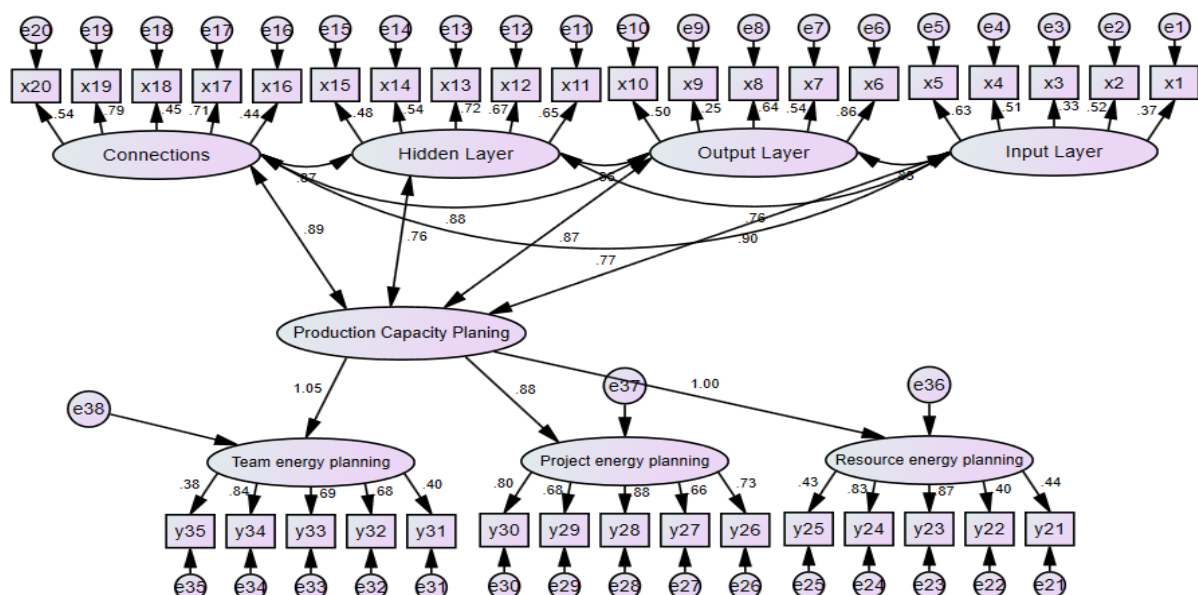 e20 e19 e18 e17 e16 e15 e14 e13 e12 e11 e10 e9 e8 e7 e6 e5 e4 e3 e2 e1
x20 x19 x18 x17 x16 x15 x14 x13 x12 x11 x10 x9 x8 x7 x6 x5 x4 x3 x2 x1
.54 .79 .45 .71 .44 .48 .54 .72 .67 .65 .50 .25 .64 .54 .86 .63 .51 .33 .52 .37
Connections Hidden Layer Output Layer Input Layer
.87
.88 .76
.89 .76 .87 .90
.77
Production Capacity Planing
1.05 .88 e37 1.00 e36
e38
Team energy planning Project energy planning Resource energy planning
.38 .84 69 68 .40 .80 .68 88 66 .73 .43 .83 87 40 .44
y35 y34 y33 y32 y31 y30 y29 y28 y27 y26 y25 y24 y23 y22 y21
e35 e34 e33 e32 e31 e30 e29 e28 e27 e26 e25 e24 e23 e22 e21